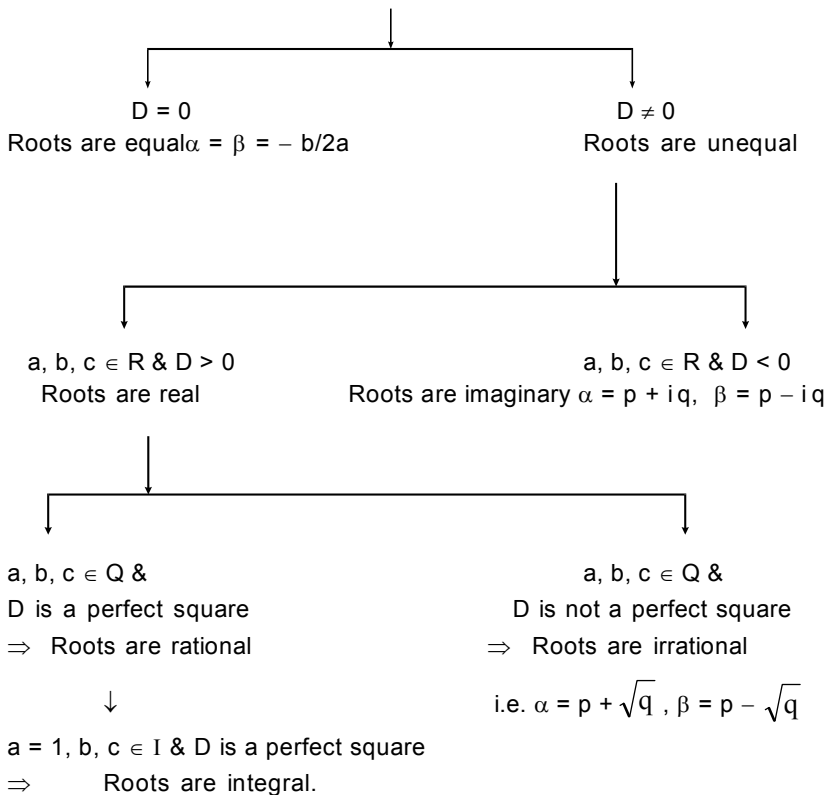 D = 0
Roots are equalα = β = – b/2a
D ≠ 0
Roots are unequal
a, b, c ∈ R & D > 0
Roots are real
a, b, c ∈ R & D < 0
Roots are imaginary α = p + i q, β = p – i q
a, b, c ∈ Q &
D is a perfect square
⇒ Roots are rational
↓
a = 1, b, c ∈ I & D is a perfect square
⇒ Roots are integral.
a, b, c ∈ Q &
D is not a perfect square
⇒ Roots are irrational
i.e. α = p + √q , β = p – √q